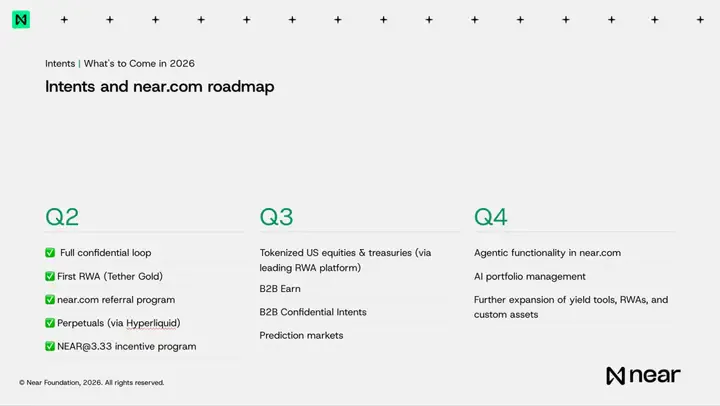 Intents | What's to Come in 2026
Intents and near.com roadmap
Q2
✅ Full confidential loop
✅ First RWA (Tether Gold)
✅ near.com referral program
✅ Perpetuals (via Hyperliquid)
✅ NEAR@3.33 incentive program
Q3
Tokenized US equities & treasuries (via
leading RWA platform)
B2B Earn
B2B Confidential Intents
Prediction markets
Q4
Agentic functionality in near.com
AI portfolio management
Further expansion of yield tools, RWAs, and
custom assets
© Near Foundation, 2026. All rights reserved.
near